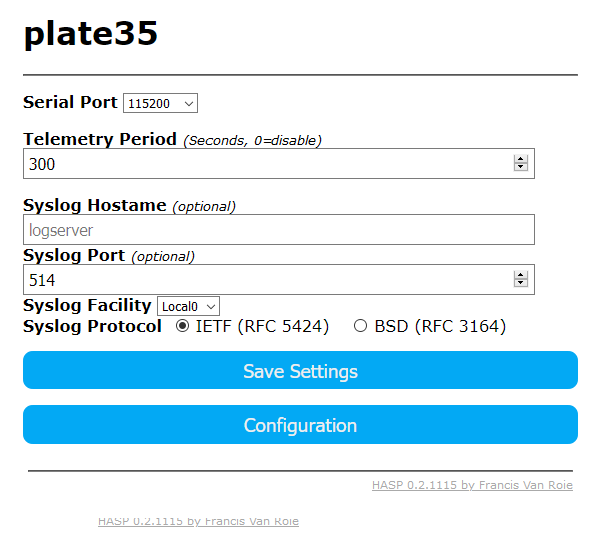 plate35
Serial Port 115200
Telemetry Period (Seconds, 0=disable)
300
Syslog Hostame (optional)
logserver
Syslog Port (optional)
514
Syslog Facility Local0
Syslog Protocol IETF (RFC 5424) BSD (RFC 3164)
Save Settings
Configuration
HASP 0.2.1115 by Francis Van Roie
HASP 0.2.1115 by Francis Van Roie